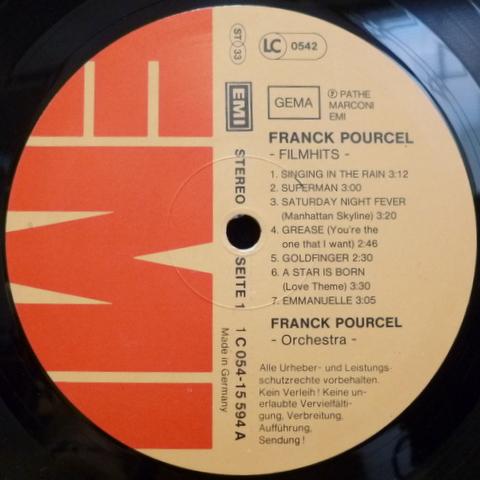 ST 33
LC 0542
EMI
GEMA
℗ PATHE
MARCONI
EMI
FRANCK POURCEL
- FILMHITS -
1. SINGING IN THE RAIN 3:12
2. SUPERMAN 3:00
3. SATURDAY NIGHT FEVER
(Manhattan Skyline) 3:20
4. GREASE (You're the
one that I want) 2:46
5. GOLDFINGER 2:30
6. A STAR IS BORN
(Love Theme) 3:30
7. EMMANUELLE 3:05
FRANCK POURCEL
- Orchestra -
Alle Urheber- und Leistungs-
schutzrechte vorbehalten.
Kein Verleih! Keine un-
erlaubte Vervielfälti-
gung, Verbreitung,
Aufführung,
Sendung!
STEREO SEITE 1 1 C 054-15 594 A
Made in Germany
EMI